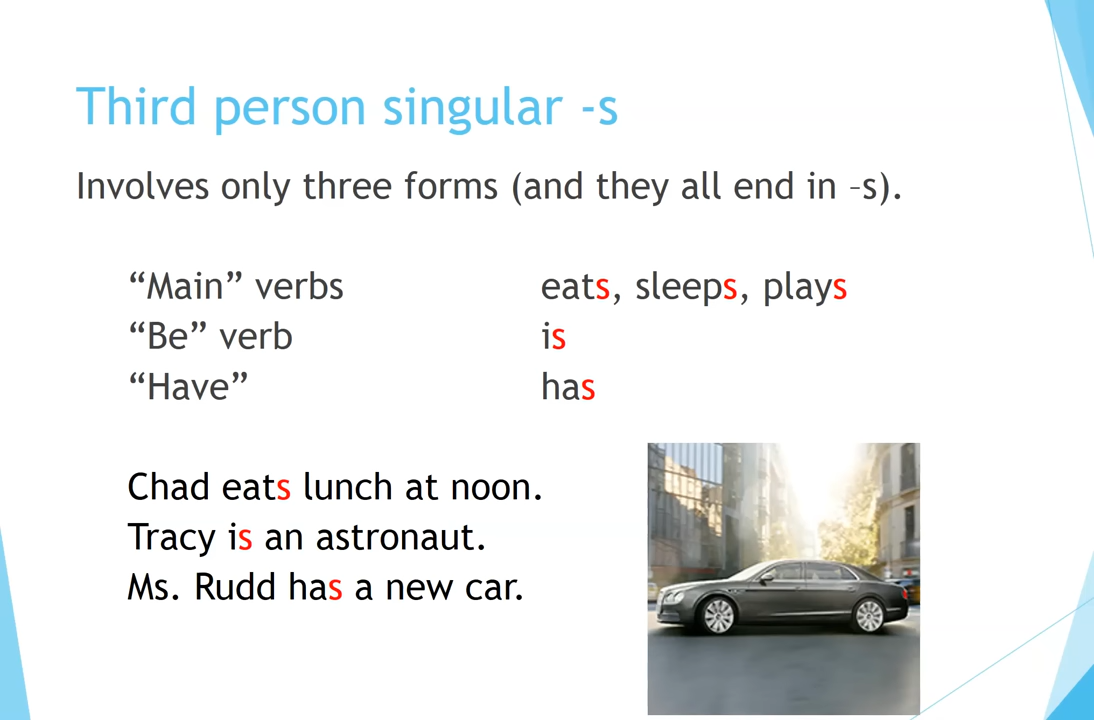 Third person singular -s
Involves only three forms (and they all end in –s).
“Main” verbs eats, sleeps, plays
“Be” verb is
“Have” has
Chad eats lunch at noon.
Tracy is an astronaut.
Ms. Rudd has a new car.